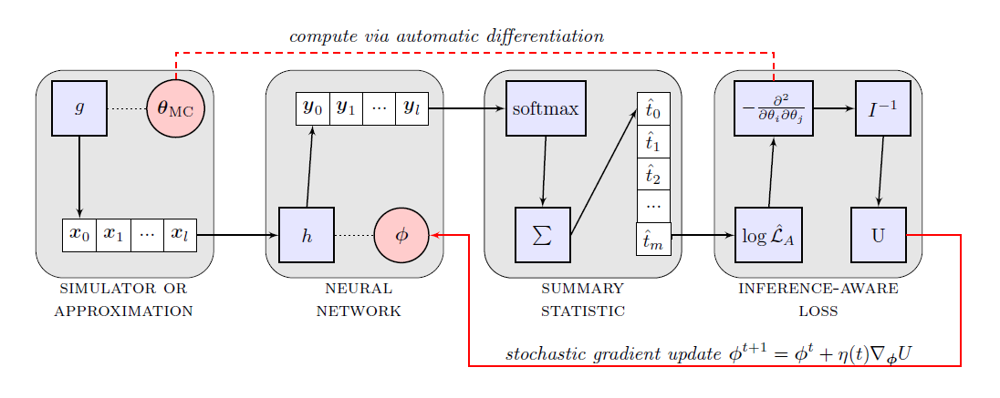 compute via automatic differentiation
g
θ_MC
x_0 x_1 ... x_l
SIMULATOR OR
APPROXIMATION
y_0 y_1 ... y_l
h
ϕ
NEURAL
NETWORK
softmax
∑
t̂_0
t̂_1
t̂_2
...
t̂_m
SUMMARY
STATISTIC
−∂²/∂θ_i∂θ_j
I⁻¹
log ℒ̂_A
U
INFERENCE-AWARE
LOSS
stochastic gradient update ϕ^{t+1} = ϕ^t + η(t)∇_ϕ U